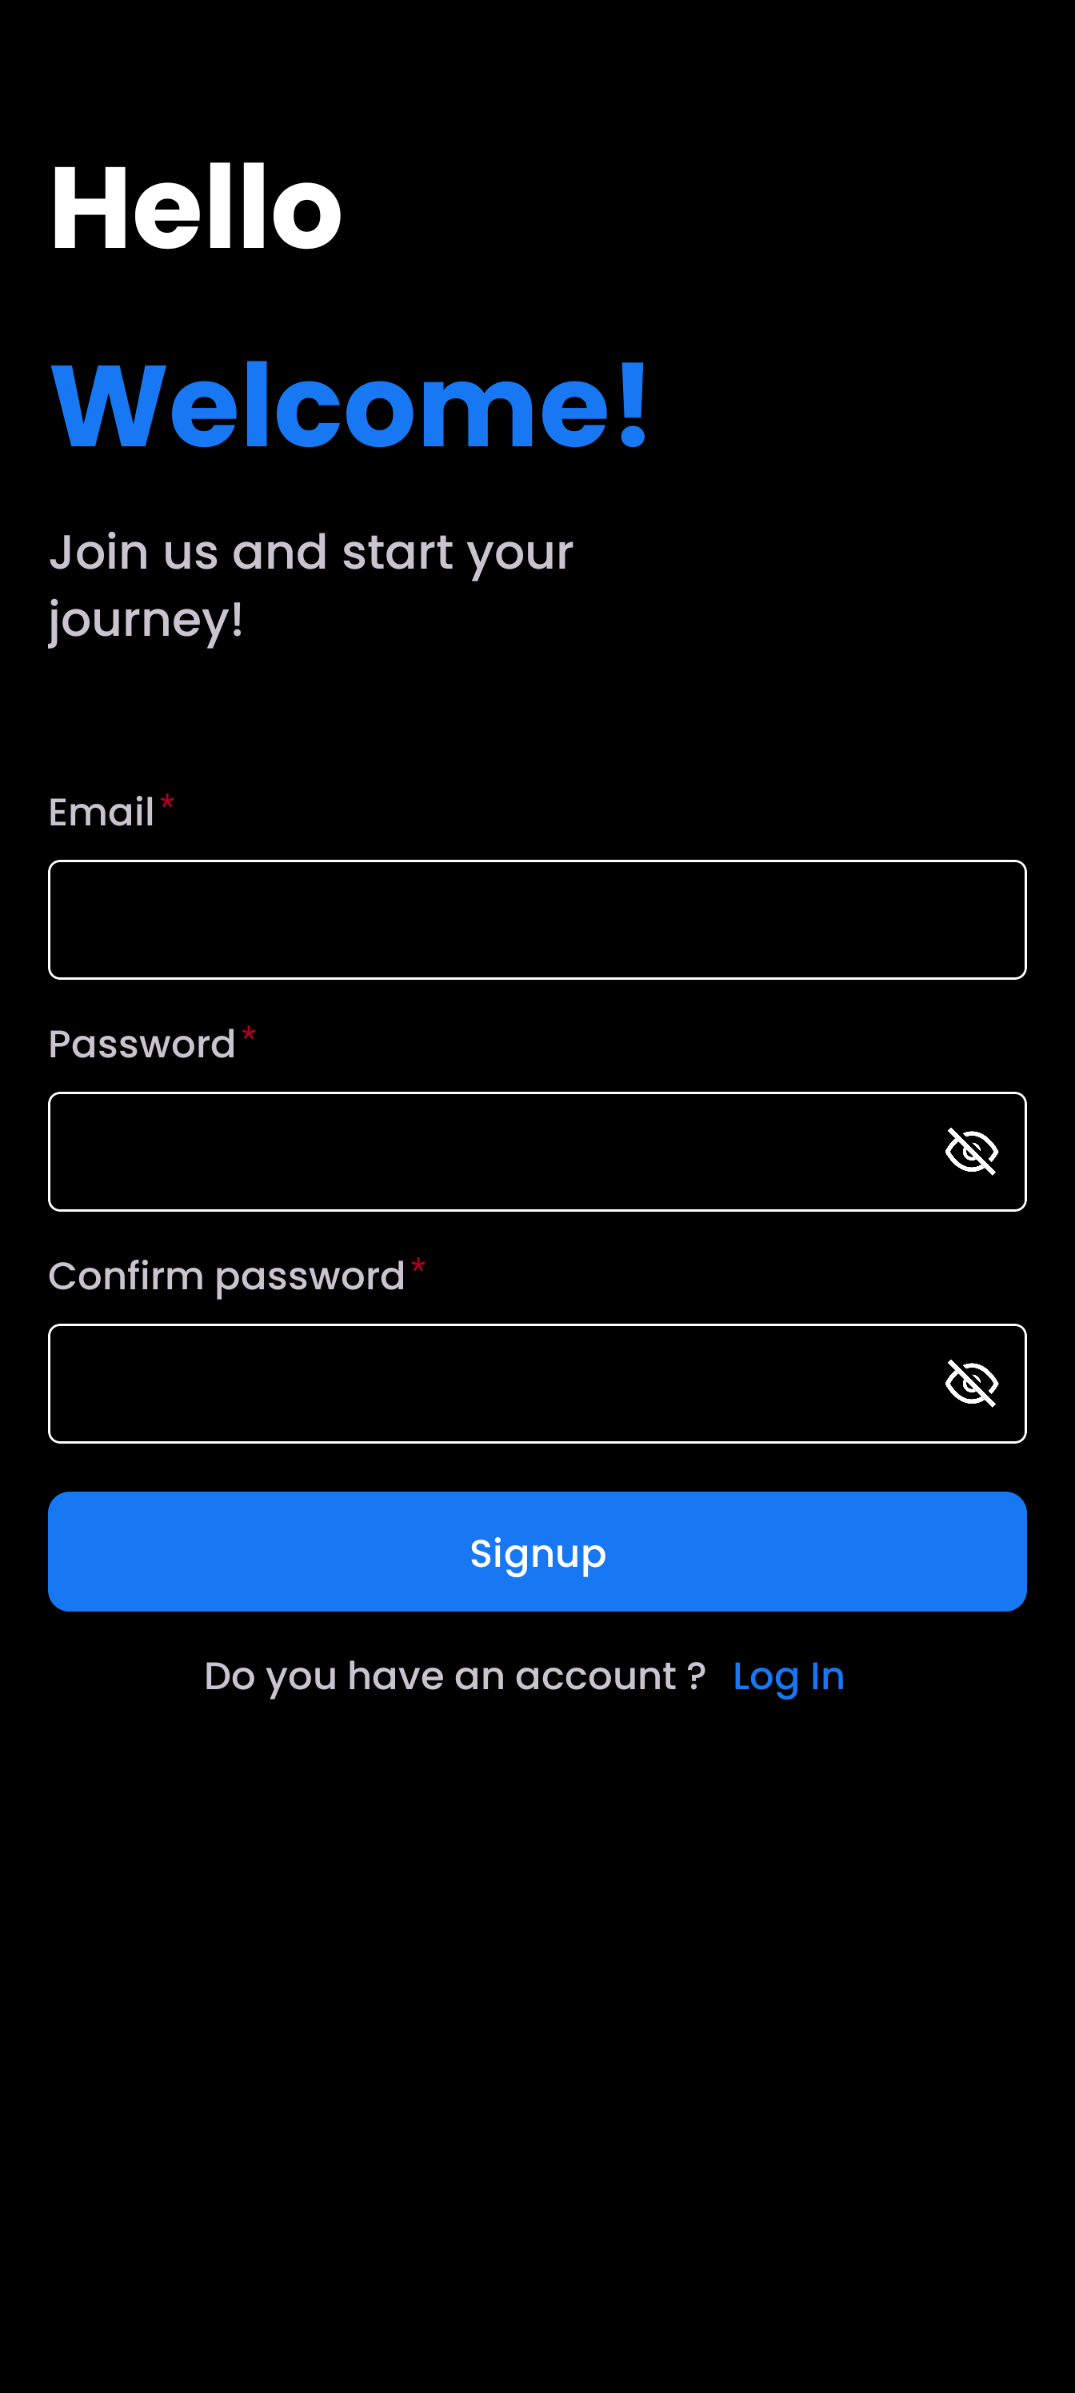 Hello
Welcome!
Join us and start your
journey!
Email*
Password*
Confirm password*
Signup
Do you have an account ? Log In